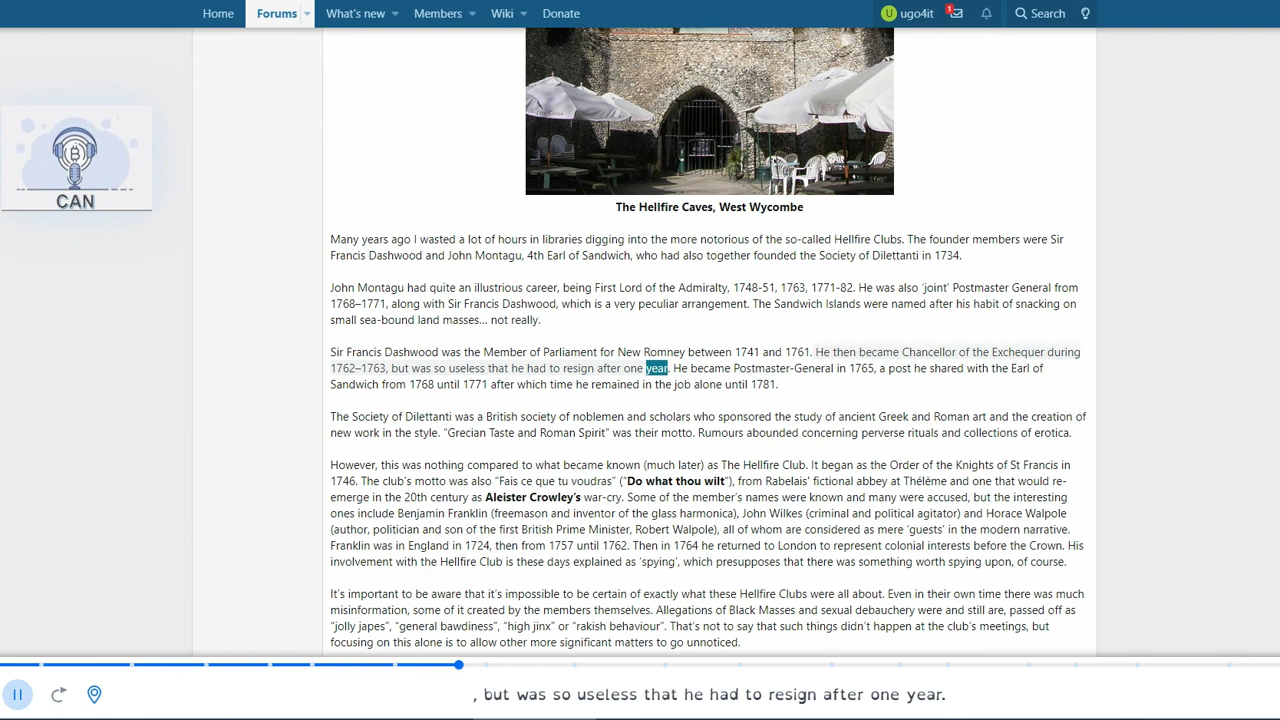 Home Forums What's new Members Wiki Donate ugo4it 1 Search
CAN
The Hellfire Caves, West Wycombe
Many years ago I wasted a lot of hours in libraries digging into the more notorious of the so-called Hellfire Clubs. The founder members were Sir
Francis Dashwood and John Montagu, 4th Earl of Sandwich, who had also together founded the Society of Dilettanti in 1734.
John Montagu had quite an illustrious career, being First Lord of the Admiralty, 1748-51, 1763, 1771-82. He was also ‘joint’ Postmaster General from
1768–1771, along with Sir Francis Dashwood, which is a very peculiar arrangement. The Sandwich Islands were named after his habit of snacking on
small sea-bound land masses… not really.
Sir Francis Dashwood was the Member of Parliament for New Romney between 1741 and 1761. He then became Chancellor of the Exchequer during
1762–1763, but was so useless that he had to resign after one year. He became Postmaster-General in 1765, a post he shared with the Earl of
Sandwich from 1768 until 1771 after which time he remained in the job alone until 1781.
The Society of Dilettanti was a British society of noblemen and scholars who sponsored the study of ancient Greek and Roman art and the creation of
new work in the style. “Grecian Taste and Roman Spirit” was their motto. Rumours abounded concerning perverse rituals and collections of erotica.
However, this was nothing compared to what became known (much later) as The Hellfire Club. It began as the Order of the Knights of St Francis in
1746. The club’s motto was also “Fais ce que tu voudras” (“Do what thou wilt”), from Rabelais’ fictional abbey at Thélème and one that would re-
emerge in the 20th century as Aleister Crowley’s war-cry. Some of the member’s names were known and many were accused, but the interesting
ones include Benjamin Franklin (freemason and inventor of the glass harmonica), John Wilkes (criminal and political agitator) and Horace Walpole
(author, politician and son of the first British Prime Minister, Robert Walpole), all of whom are considered as mere ‘guests’ in the modern narrative.
Franklin was in England in 1724, then from 1757 until 1762. Then in 1764 he returned to London to represent colonial interests before the Crown. His
involvement with the Hellfire Club is these days explained as ‘spying’, which presupposes that there was something worth spying upon, of course.
It’s important to be aware that it’s impossible to be certain of exactly what these Hellfire Clubs were all about. Even in their own time there was much
misinformation, some of it created by the members themselves. Allegations of Black Masses and sexual debauchery were and still are, passed off as
“jolly japes”, “general bawdiness”, “high jinx” or “rakish behaviour”. That’s not to say that such things didn’t happen at the club’s meetings, but
focusing on this alone is to allow other more significant matters to go unnoticed.
, but was so useless that he had to resign after one year.